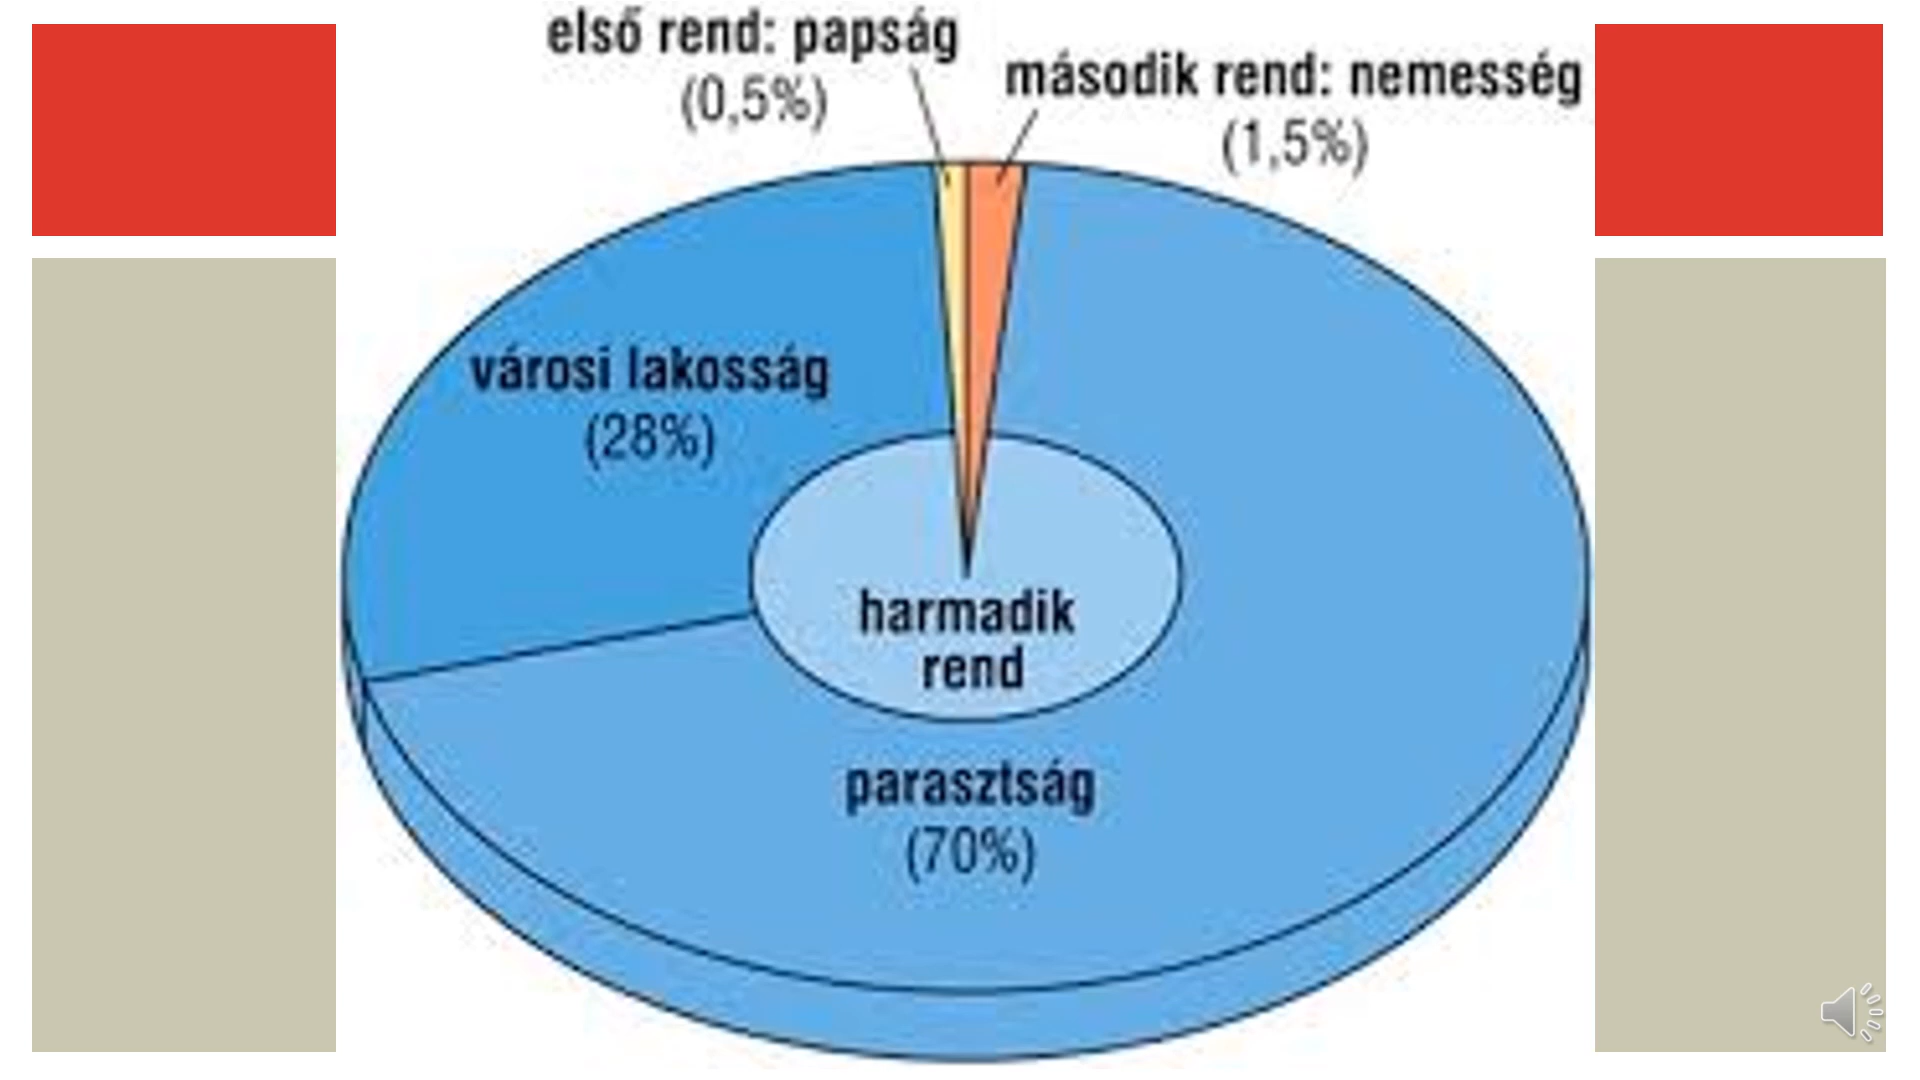 első rend: papság
(0,5%)
második rend: nemesség
(1,5%)
városi lakosság
(28%)
harmadik
rend
parasztság
(70%)